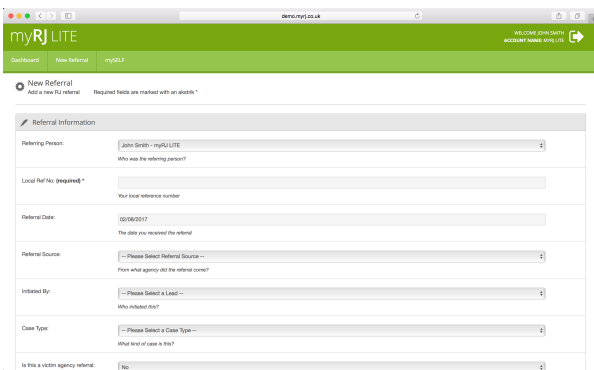 demo.myrj.co.uk
myRJ LITE
WELCOME JOHN SMITH
ACCOUNT NAME: MYRJ LITE
Dashboard New Referral mySELF
New Referral
Add a new RJ referral Required fields are marked with an akstrik *
Referral Information
Referring Person: John Smith - myRJ LITE
Who was the referring person?
Local Ref No: (required) *
Your local reference number
Referral Date: 02/08/2017
The date you received the referral
Referral Source: -- Please Select Referral Source --
From what agency did the referral come?
Initiated By: -- Please Select a Lead --
Who initiated this?
Case Type: -- Please Select a Case Type --
What kind of case is this?
Is this a victim agency referral: No